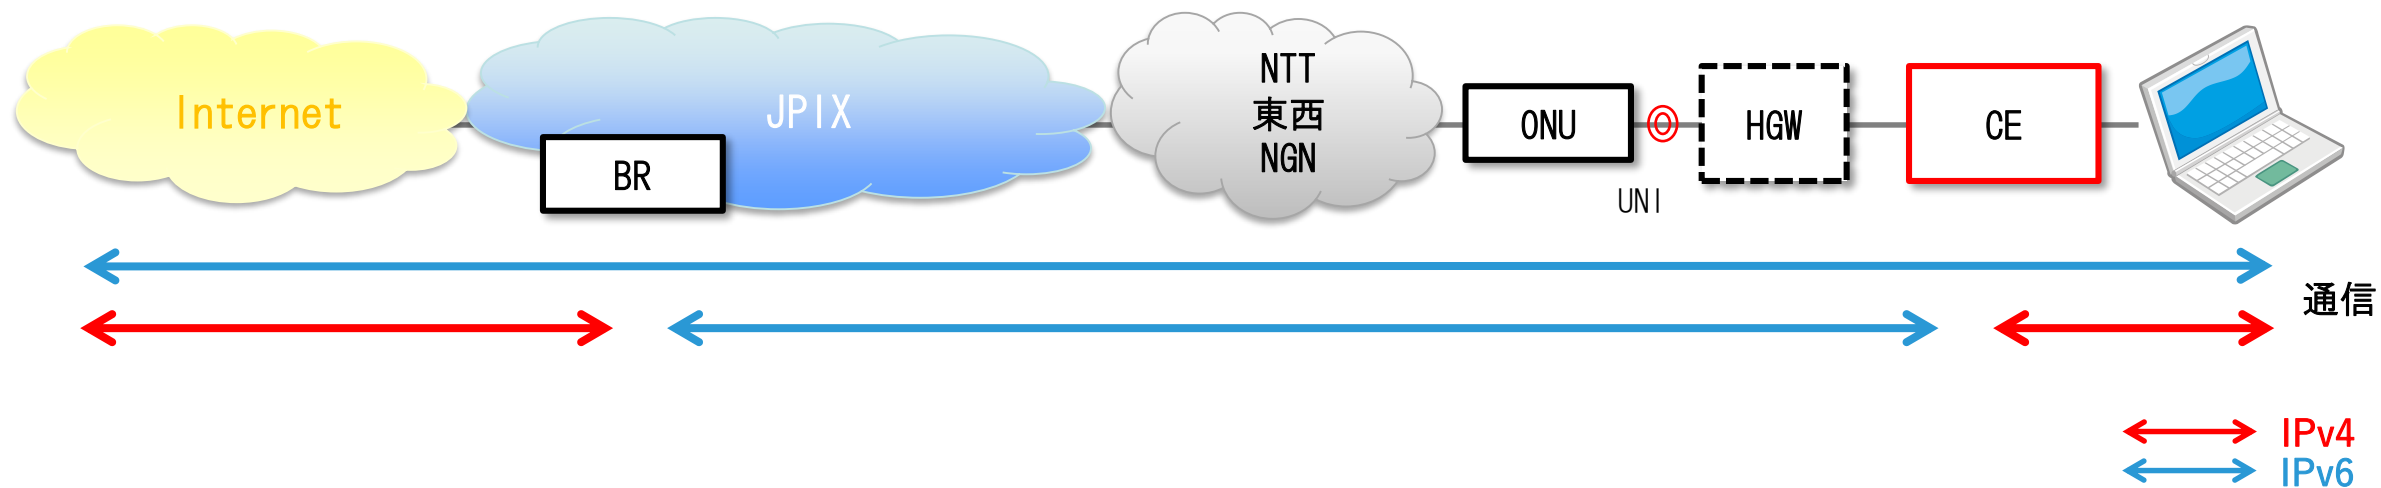 Internet
JPIX
BR
NTT
東西
NGN
ONU
UNI
HGW
CE
通信
IPv4
IPv6